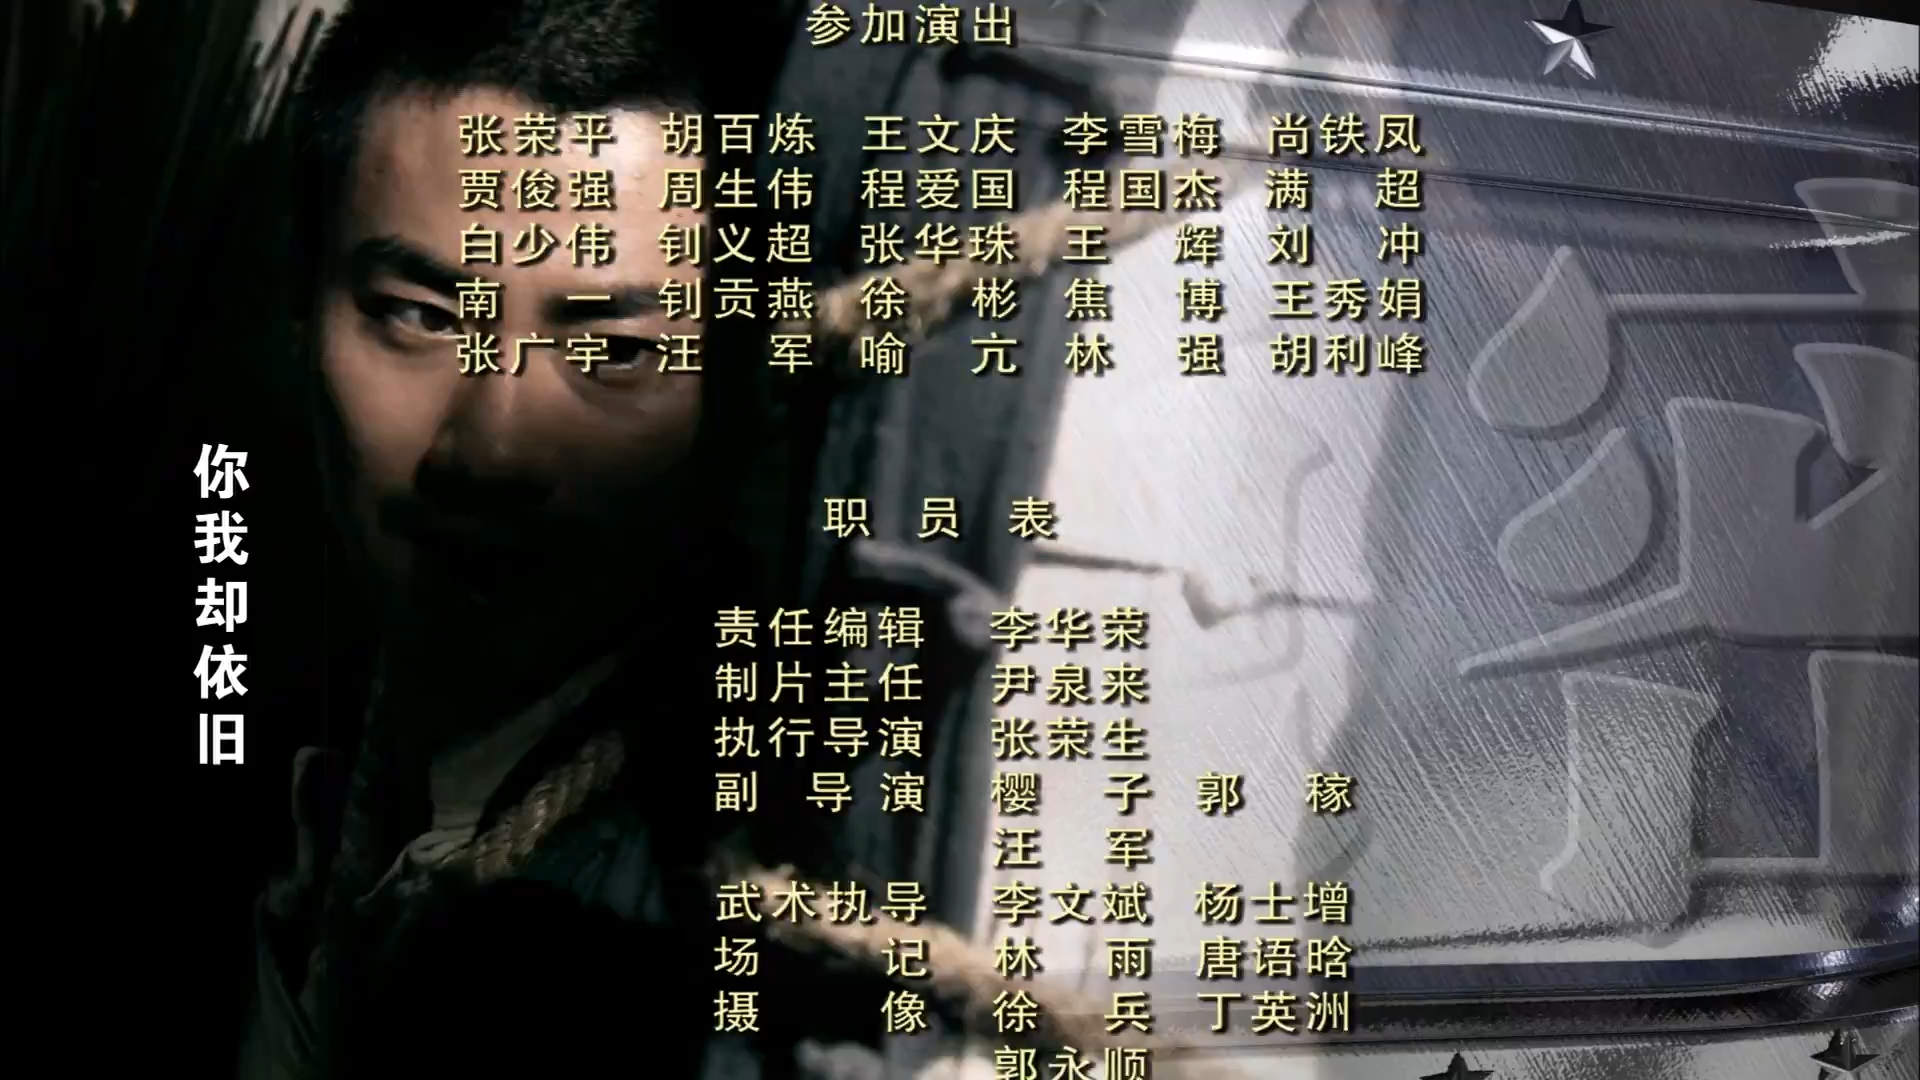 参加演出
张荣平 胡百炼 王文庆 李雪梅 尚铁凤
贾俊强 周生伟 程爱国 程国杰 满 超
白少伟 钊义超 张华珠 王 辉 刘 冲
南 一 钊贡燕 徐 彬 焦 博 王秀娟
张广宇 汪 军 喻 亢 林 强 胡利峰
职 员 表
责任编辑 李华荣
制片主任 尹泉来
执行导演 张荣生
副 导 演 樱 子 郭 稼
汪 军
武术执导 李文斌 杨士增
场 记 林 雨 唐语晗
摄 像 徐 兵 丁英洲
郭永顺
你我却依旧